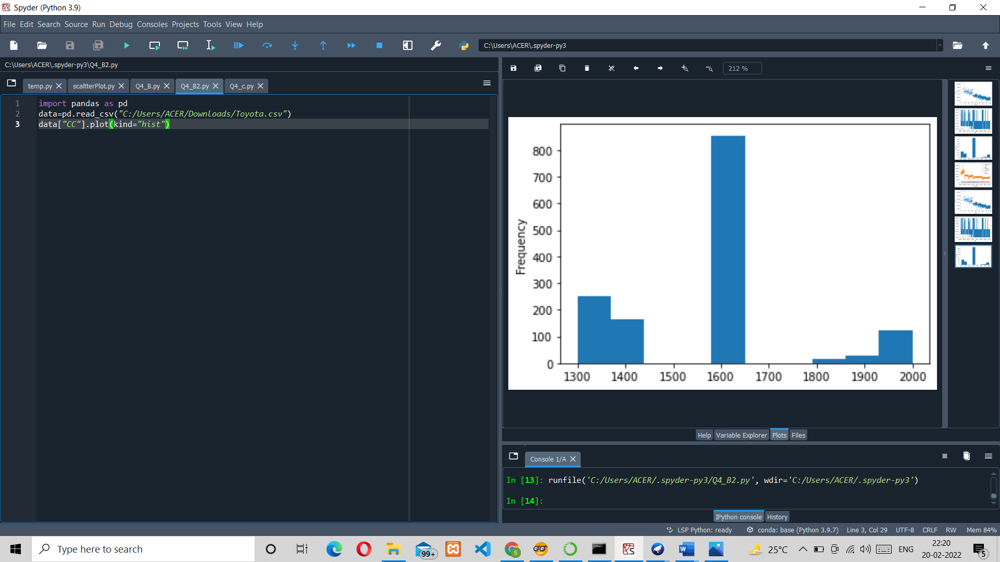 Spyder (Python 3.9)
File Edit Search Source Run Debug Consoles Projects Tools View Help
C:\Users\ACER\.spyder-py3
C:\Users\ACER\.spyder-py3\Q4_B2.py
temp.py scaltterPlot.py Q4_B.py Q4_B2.py Q4_c.py
1 import pandas as pd
2 data=pd.read_csv("C:/Users/ACER/Downloads/Toyota.csv")
3 data["CC"].plot(kind="hist")
212 %
800
700
600
500
400
300
200
100
0
Frequency
1300 1400 1500 1600 1700 1800 1900 2000
Help Variable Explorer Plots Files
Console 1/A
In [13]: runfile('C:/Users/ACER/.spyder-py3/Q4_B2.py', wdir='C:/Users/ACER/.spyder-py3')
In [14]:
IPython console History
LSP Python: ready conda: base (Python 3.9.7) Line 3, Col 29 UTF-8 CRLF RW Mem 84%
Type here to search
99+
S
25°C ENG
22:20
20-02-2022
5